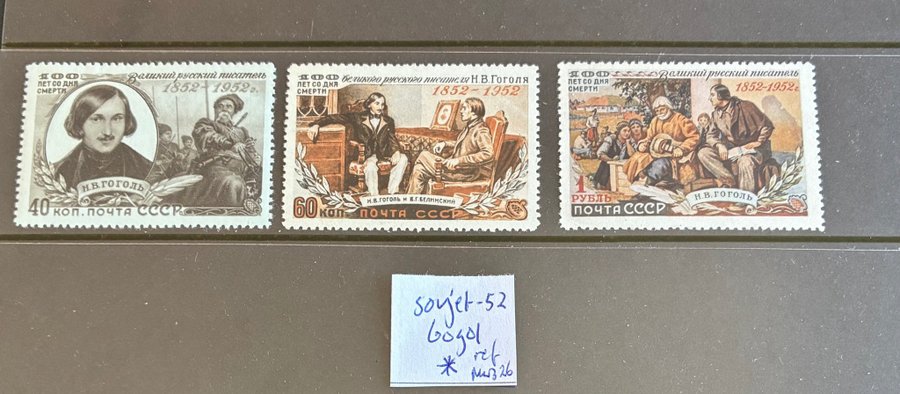 100
ЛЕТ СО ДНЯ
СМЕРТИ
Великий русский писатель
1852–1952г.
Н.В.ГОГОЛЬ
40 КОП. ПОЧТА СССР
100
ЛЕТ СО ДНЯ
СМЕРТИ
великого русского писателя Н.В.Гоголя
1852–1952
Н.В.ГОГОЛЬ И В.Г.БЕЛИНСКИЙ
60 КОП. ПОЧТА СССР
100
ЛЕТ СО ДНЯ
СМЕРТИ
Великий русский писатель
1852–1952г.
Н.В.ГОГОЛЬ
1
РУБЛЬ
ПОЧТА СССР
sovjet-52
Gogol
* ref